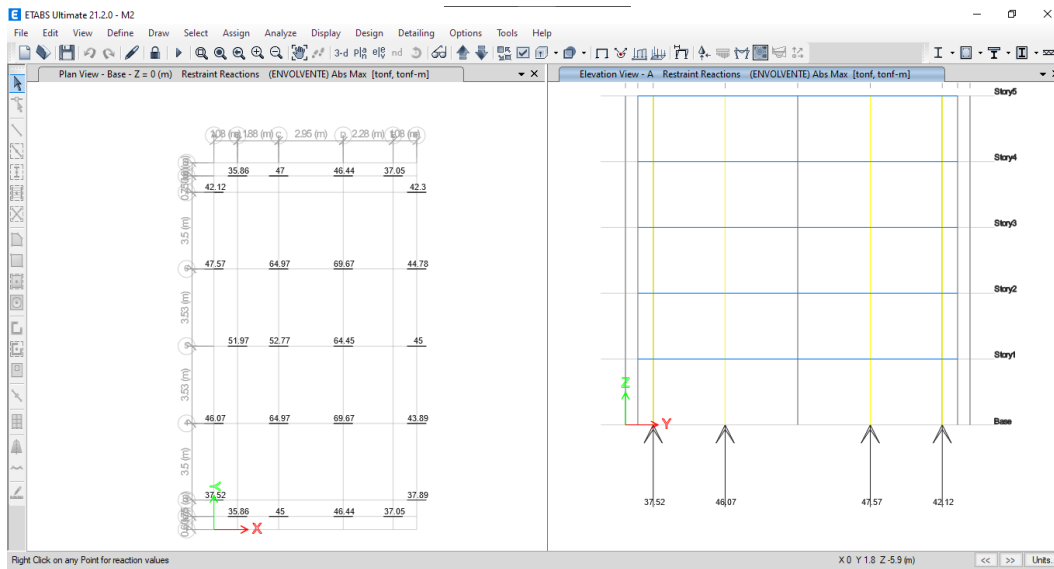 ETABS Ultimate 21.2.0 - M2
File Edit View Define Draw Select Assign Analyze Display Design Detailing Options Tools Help
3-d nd
Plan View - Base - Z = 0 (m) Restraint Reactions (ENVOLVENTE) Abs Max [tonf, tonf-m]
Elevation View - A Restraint Reactions (ENVOLVENTE) Abs Max [tonf, tonf-m]
2.95 (m) 2.28 (m)
35.86 47 46.44 37.05
42.12 42.3
3.5 (m)
47.57 64.97 69.67 44.78
3.53 (m)
51.97 52.77 64.45 45
3.53 (m)
46.07 64.97 69.67 43.89
3.5 (m)
37.52 37.89
Y
35.86 45 46.44 37.05
X
Story5
Story4
Story3
Story2
Story1
Z
Base
Y
37.52 46.07 47.57 42.12
Right Click on any Point for reaction values
X 0 Y 1.8 Z -5.9 (m)
<< >> Units...